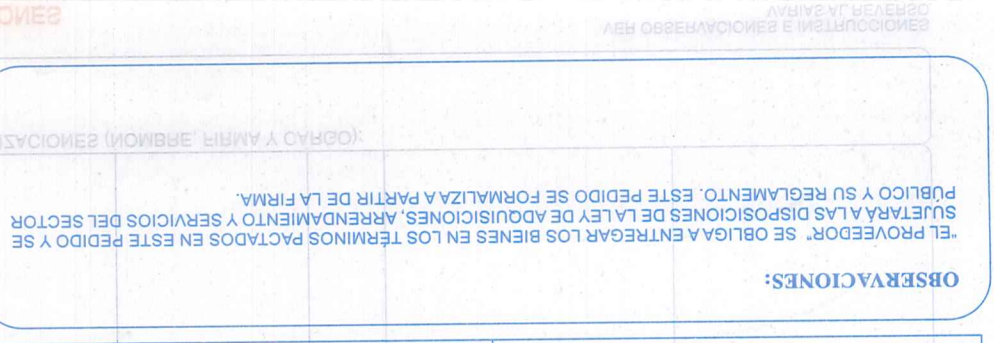 OBSERVACIONES:
"EL PROVEEDOR" SE OBLIGA A ENTREGAR LOS BIENES EN LOS TÉRMINOS PACTADOS EN ESTE PEDIDO Y SE
SUJETARÁ A LAS DISPOSICIONES DE LA LEY DE ADQUISICIONES, ARRENDAMIENTO Y SERVICIOS DEL SECTOR
PÚBLICO Y SU REGLAMENTO. ESTE PEDIDO SE FORMALIZA A PARTIR DE LA FIRMA.
IZACIONES (NOMBRE, FIRMA Y CARGO):
VER OBSERVACIONES E INSTRUCCIONES
VARIAS AL REVERSO
ONES